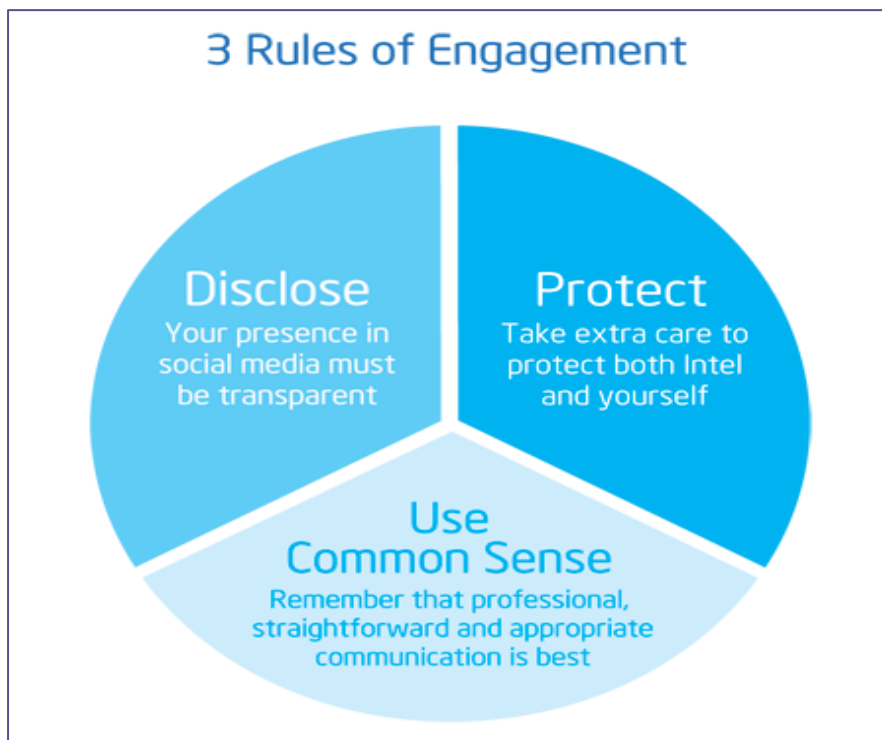 3 Rules of Engagement
Disclose
Your presence in
social media must
be transparent
Protect
Take extra care to
protect both Intel
and yourself
Use
Common Sense
Remember that professional,
straightforward and appropriate
communication is best